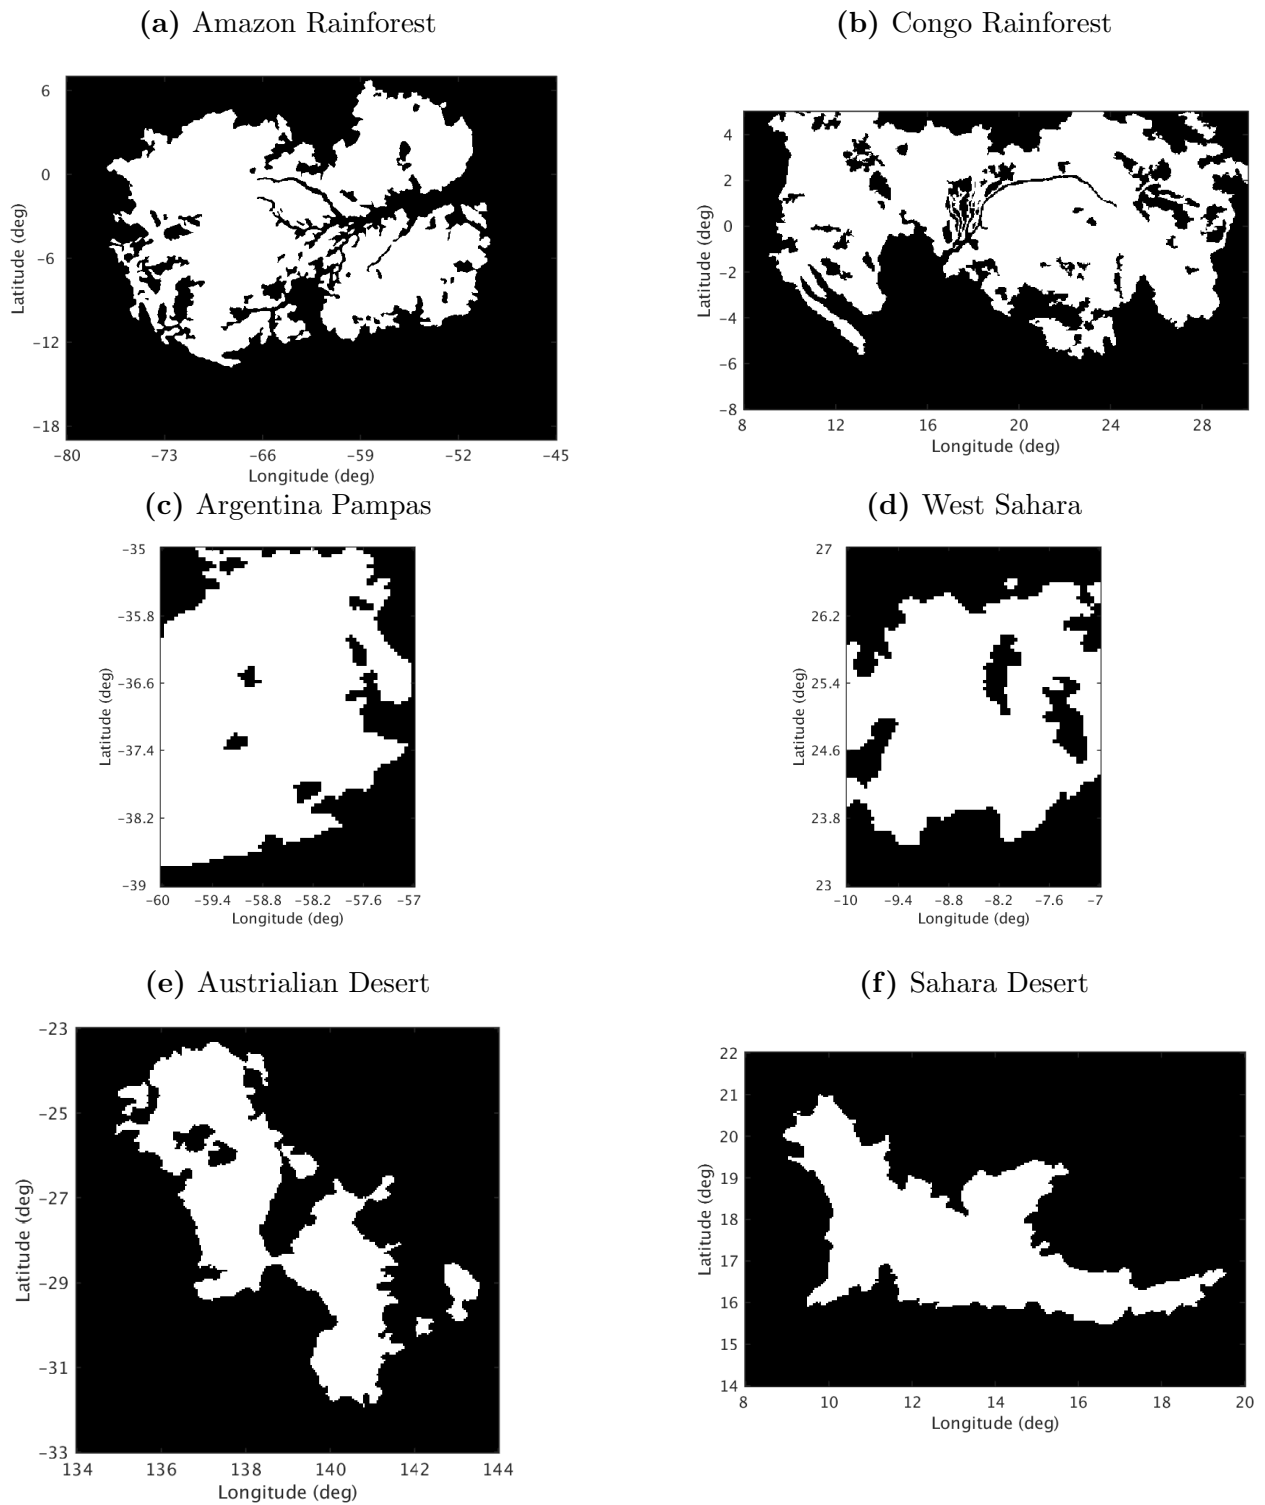 (a) Amazon Rainforest
6
0
−6
−12
−18
Latitude (deg)
−80 −73 −66 −59 −52 −45
Longitude (deg)
(b) Congo Rainforest
4
2
0
−2
−4
−6
−8
Latitude (deg)
8 12 16 20 24 28
Longitude (deg)
(c) Argentina Pampas
−35
−35.8
−36.6
−37.4
−38.2
−39
Latitude (deg)
−60 −59.4 −58.8 −58.2 −57.6 −57
Longitude (deg)
(d) West Sahara
27
26.2
25.4
24.6
23.8
23
Latitude (deg)
−10 −9.4 −8.8 −8.2 −7.6 −7
Longitude (deg)
(e) Austrialian Desert
−23
−25
−27
−29
−31
−33
Latitude (deg)
134 136 138 140 142 144
Longitude (deg)
(f) Sahara Desert
22
21
20
19
18
17
16
15
14
Latitude (deg)
8 10 12 14 16 18 20
Longitude (deg)